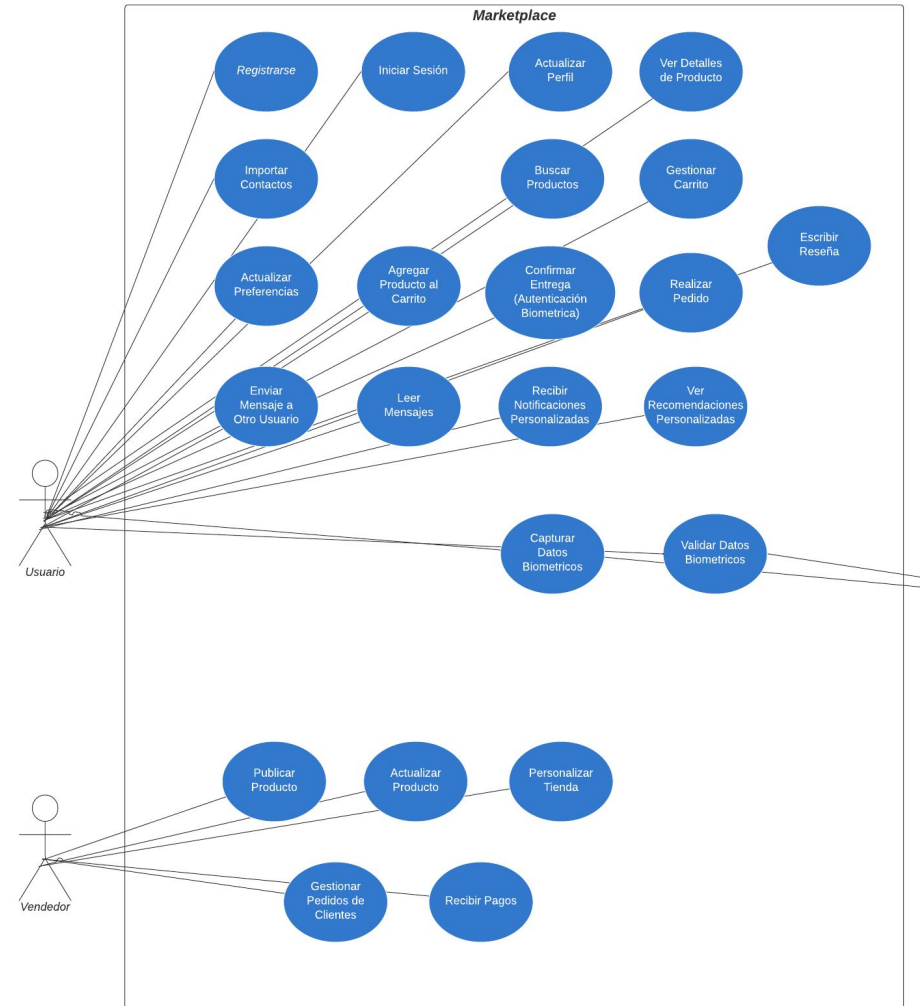 Marketplace
Registrarse
Iniciar Sesión
Actualizar
Perfil
Ver Detalles
de Producto
Importar
Contactos
Buscar
Productos
Gestionar
Carrito
Escribir
Reseña
Actualizar
Preferencias
Agregar
Producto al
Carrito
Confirmar
Entrega
(Autenticación
Biometrica)
Realizar
Pedido
Enviar
Mensaje a
Otro Usuario
Leer
Mensajes
Recibir
Notificaciones
Personalizadas
Ver
Recomendaciones
Personalizadas
Usuario
Capturar
Datos
Biometricos
Validar Datos
Biometricos
Publicar
Producto
Actualizar
Producto
Personalizar
Tienda
Vendedor
Gestionar
Pedidos de
Clientes
Recibir Pagos